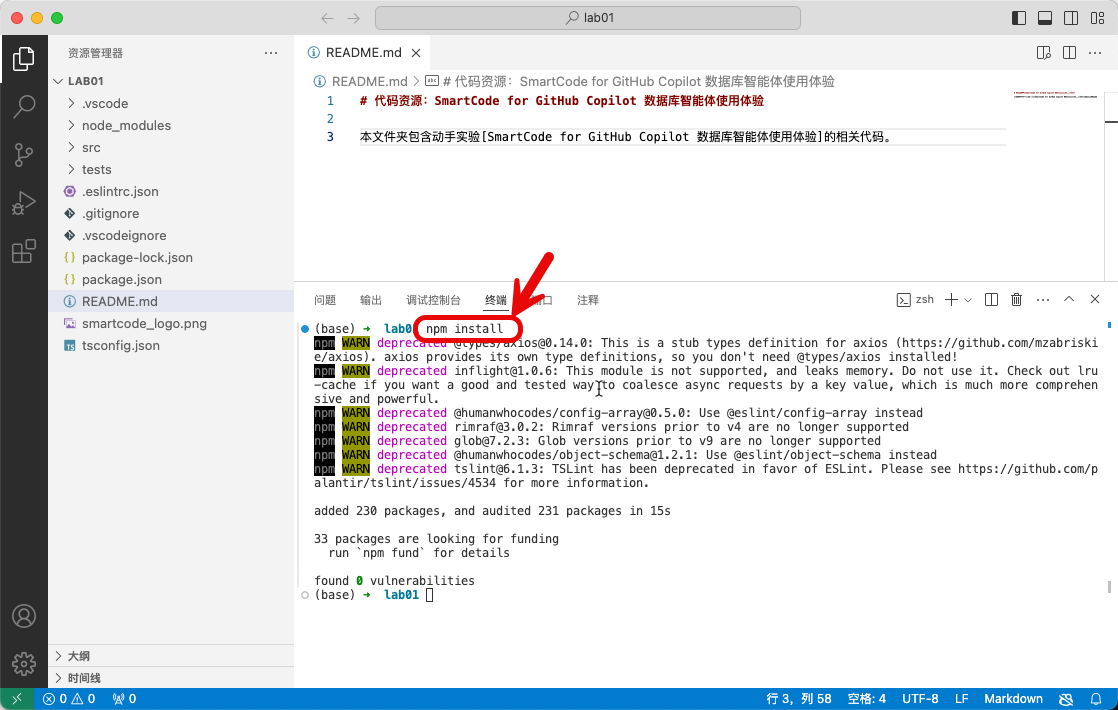 lab01
资源管理器
LAB01
.vscode
node_modules
src
tests
.eslintrc.json
.gitignore
.vscodeignore
package-lock.json
package.json
README.md
smartcode_logo.png
tsconfig.json
大纲
时间线
README.md
README.md > # 代码资源：SmartCode for GitHub Copilot 数据库智能体使用体验
1 # 代码资源：SmartCode for GitHub Copilot 数据库智能体使用体验
2
3 本文件夹包含动手实验[SmartCode for GitHub Copilot 数据库智能体使用体验]的相关代码。
问题 输出 调试控制台 终端 口 注释
zsh
(base) ➜ lab0 npm install
npm WARN deprecated @types/axios@0.14.0: This is a stub types definition for axios (https://github.com/mzabriski
e/axios). axios provides its own type definitions, so you don't need @types/axios installed!
npm WARN deprecated inflight@1.0.6: This module is not supported, and leaks memory. Do not use it. Check out lru
-cache if you want a good and tested way to coalesce async requests by a key value, which is much more comprehen
sive and powerful.
npm WARN deprecated @humanwhocodes/config-array@0.5.0: Use @eslint/config-array instead
npm WARN deprecated rimraf@3.0.2: Rimraf versions prior to v4 are no longer supported
npm WARN deprecated glob@7.2.3: Glob versions prior to v9 are no longer supported
npm WARN deprecated @humanwhocodes/object-schema@1.2.1: Use @eslint/object-schema instead
npm WARN deprecated tslint@6.1.3: TSLint has been deprecated in favor of ESLint. Please see https://github.com/p
alantir/tslint/issues/4534 for more information.
added 230 packages, and audited 231 packages in 15s
33 packages are looking for funding
run `npm fund` for details
found 0 vulnerabilities
(base) ➜ lab01
0 0 0 行 3，列 58 空格: 4 UTF-8 LF Markdown